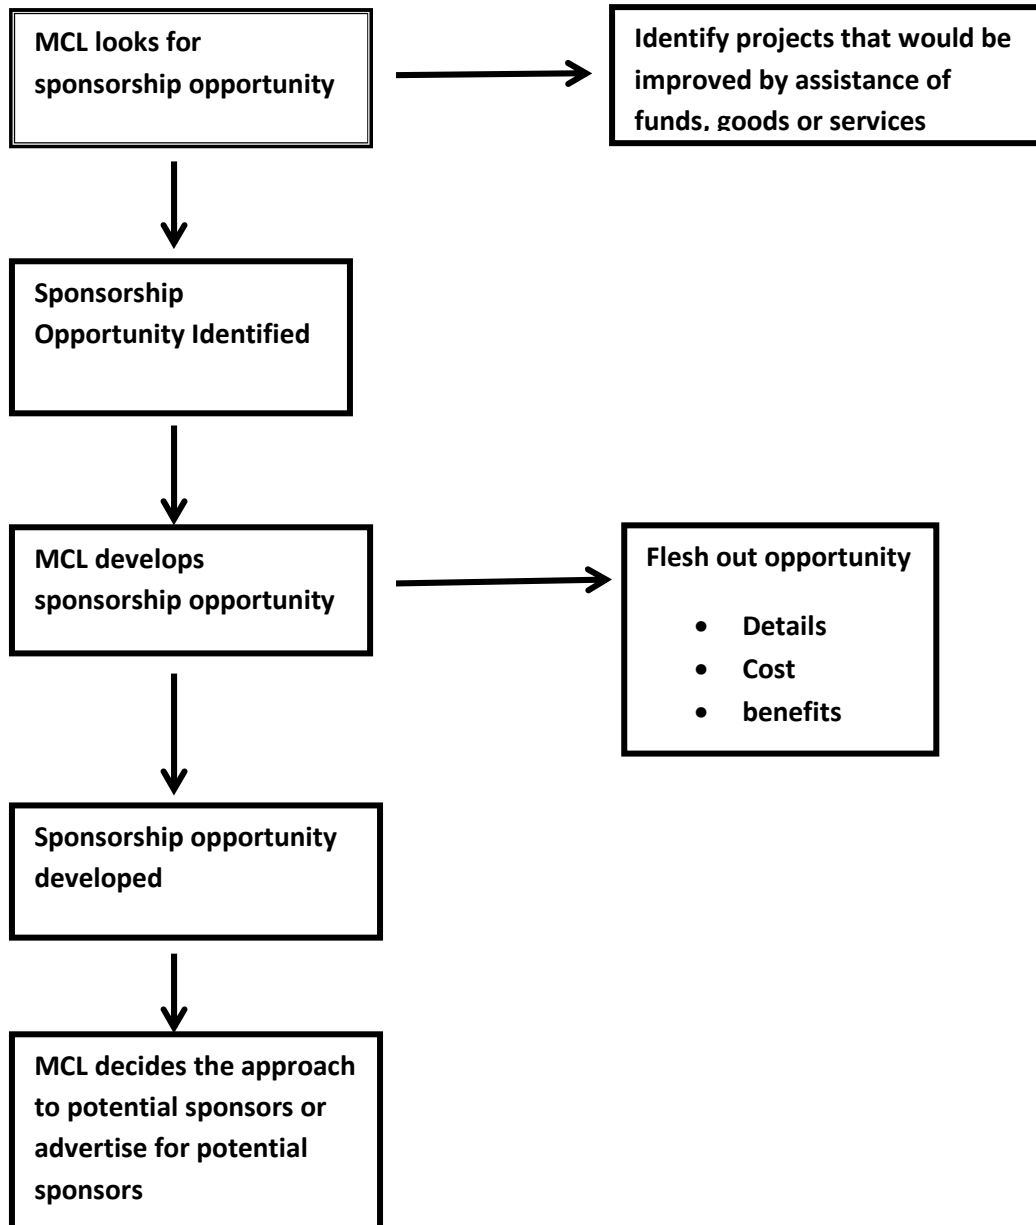 MCL looks for
sponsorship opportunity
Identify projects that would be
improved by assistance of
funds, goods or services
Sponsorship
Opportunity Identified
MCL develops
sponsorship opportunity
Flesh out opportunity
• Details
• Cost
• benefits
Sponsorship opportunity
developed
MCL decides the approach
to potential sponsors or
advertise for potential
sponsors